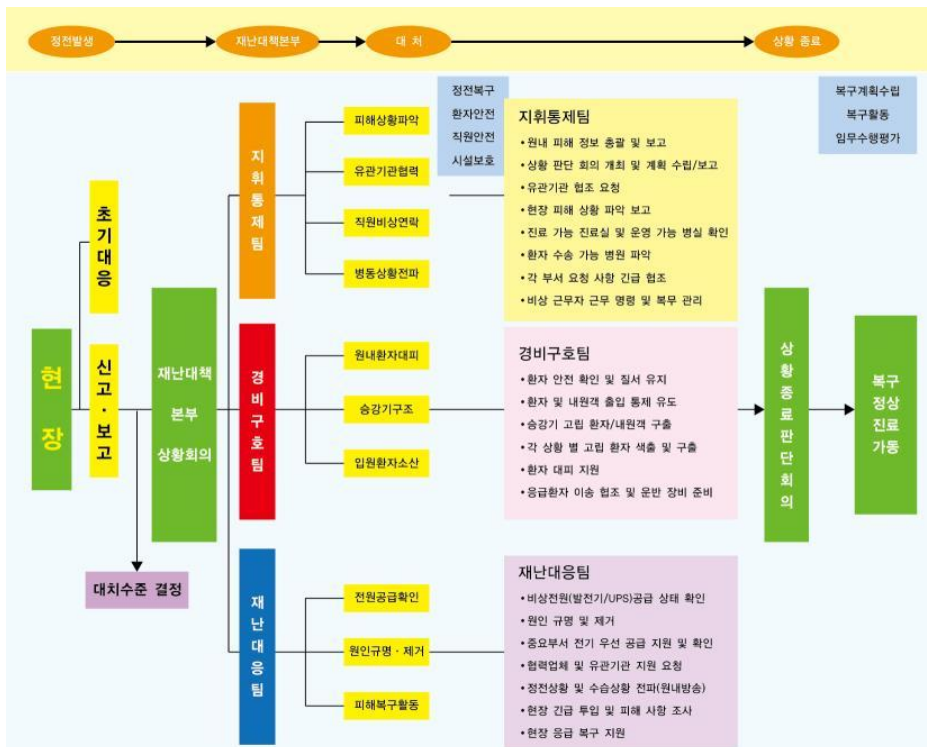 정전발생
재난대책본부
대 처
상황 종료
정전복구
환자안전
직원안전
시설보호
복구계획수립
복구활동
임무수행평가
현장
초기대응
신고·보고
대치수준 결정
재난대책
본부
상황회의
지휘통제팀
피해상황파악
유관기관협력
직원비상연락
병동상황전파
지휘통제팀
•원내 피해 정보 총괄 및 보고
•상황 판단 회의 개최 및 계획 수립/보고
•유관기관 협조 요청
•현장 피해 상황 파악 보고
•진료 가능 진료실 및 운영 가능 병실 확인
•환자 수송 가능 병원 파악
•각 부서 요청 사항 긴급 협조
•비상 근무자 근무 명령 및 복무 관리
경비구호팀
원내환자대피
승강기구조
입원환자소산
경비구호팀
•환자 안전 확인 및 질서 유지
•환자 및 내원객 출입 통제 유도
•승강기 고립 환자/내원객 구출
•각 상황 별 고립 환자 색출 및 구출
•환자 대피 지원
•응급환자 이송 협조 및 운반 장비 준비
재난대응팀
전원공급확인
원인규명·제거
피해복구활동
재난대응팀
•비상전원(발전기/UPS)공급 상태 확인
•원인 규명 및 제거
•중요부서 전기 우선 공급 지원 및 확인
•협력업체 및 유관기관 지원 요청
•정전상황 및 수습상황 전파(원내방송)
•현장 긴급 투입 및 피해 사항 조사
•현장 응급 복구 지원
상황종료판단회의
복구
정상
진료
가동